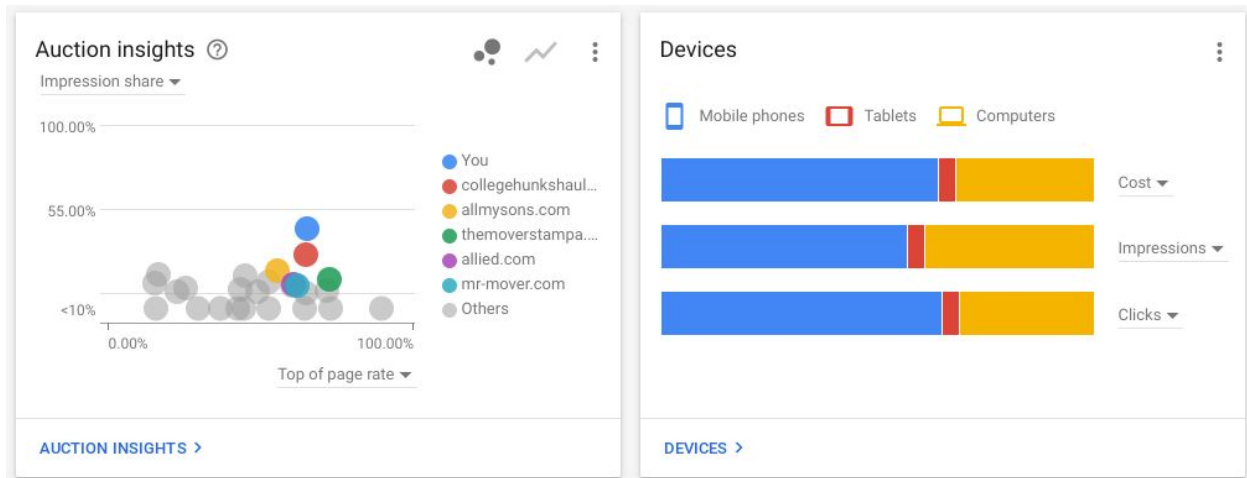 Auction insights
Impression share
100.00%
55.00%
<10%
0.00%
100.00%
Top of page rate
You
collegehunkshaul...
allmysons.com
themoverstampa....
allied.com
mr-mover.com
Others
AUCTION INSIGHTS
Devices
Mobile phones
Tablets
Computers
Cost
Impressions
Clicks
DEVICES